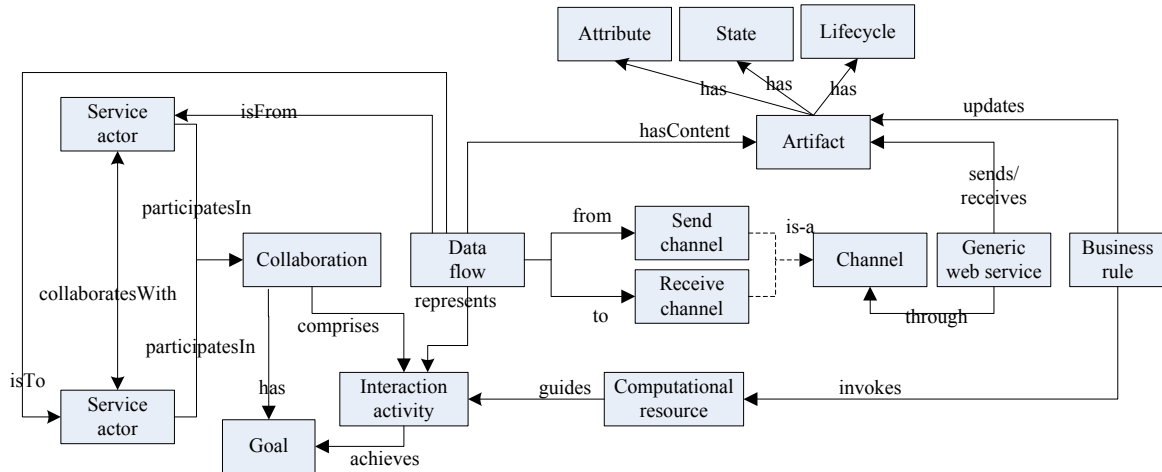 Attribute
State
Lifecycle
has
has
has
Service
actor
isFrom
updates
hasContent
Artifact
sends/
receives
participatesIn
from
Send
channel
is-a
Collaboration
Data
flow
Channel
Generic
web service
Business
rule
Receive
channel
collaboratesWith
represents
comprises
to
through
participatesIn
isTo
has
Interaction
activity
guides
Computational
resource
invokes
Service
actor
Goal
achieves